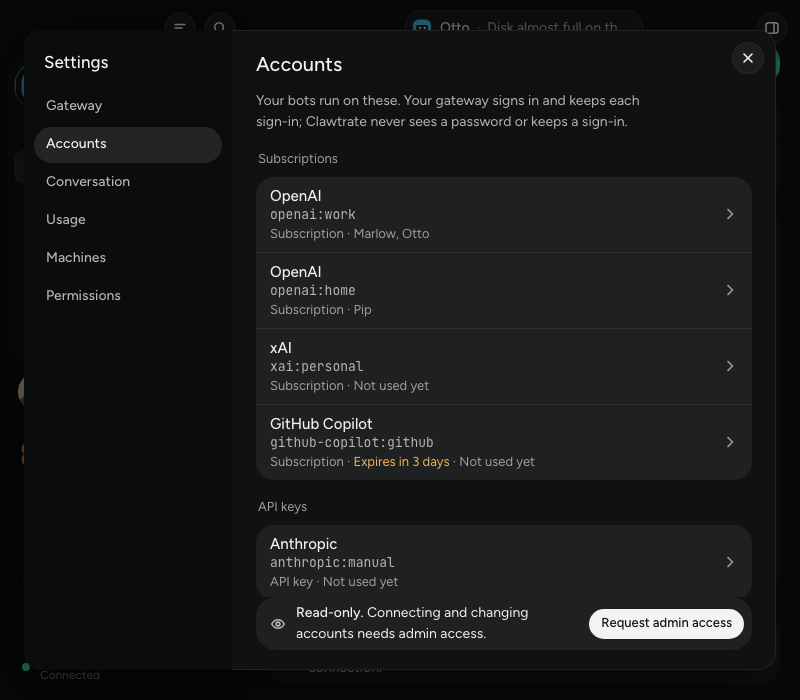 Otto · Disk almost full on th
Settings
Gateway
Accounts
Conversation
Usage
Machines
Permissions
Accounts
Your bots run on these. Your gateway signs in and keeps each
sign-in; Clawtrate never sees a password or keeps a sign-in.
Subscriptions
OpenAI
openai:work
Subscription · Marlow, Otto
OpenAI
openai:home
Subscription · Pip
xAI
xai:personal
Subscription · Not used yet
GitHub Copilot
github-copilot:github
Subscription · Expires in 3 days · Not used yet
API keys
Anthropic
anthropic:manual
API key · Not used yet
Read-only. Connecting and changing
accounts needs admin access.
Request admin access
Connected
connection.